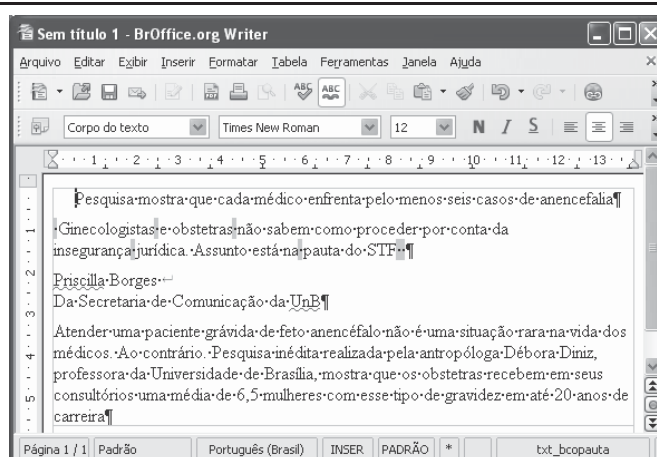 Sem título 1 - BrOffice.org Writer
Arquivo Editar Exibir Inserir Formatar Tabela Ferramentas Janela Ajuda
ABC ABC
Corpo do texto Times New Roman 12 N I S
1 2 3 4 5 6 7 8 9 10 11 12 13
Pesquisa·mostra·que·cada·médico·enfrenta·pelo·menos·seis·casos·de·anencefalia¶
·Ginecologistas·e·obstetras·não·sabem·como·proceder·por·conta·da
insegurança·jurídica.·Assunto·está·na·pauta·do·STF··¶
Priscilla·Borges·↵
Da·Secretaria·de·Comunicação·da·UnB¶
Atender·uma·paciente·grávida·de·feto·anencéfalo·não·é·uma·situação·rara·na·vida·dos
médicos.·Ao·contrário.·Pesquisa·inédita·realizada·pela·antropóloga·Débora·Diniz,
professora·da·Universidade·de·Brasília,·mostra·que·os·obstetras·recebem·em·seus
consultórios·uma·média·de·6,5·mulheres·com·esse·tipo·de·gravidez·em·até·20·anos·de
carreira¶
1 2 3 4 5
Página 1 / 1 Padrão Português (Brasil) INSER PADRÃO * txt_bcopauta